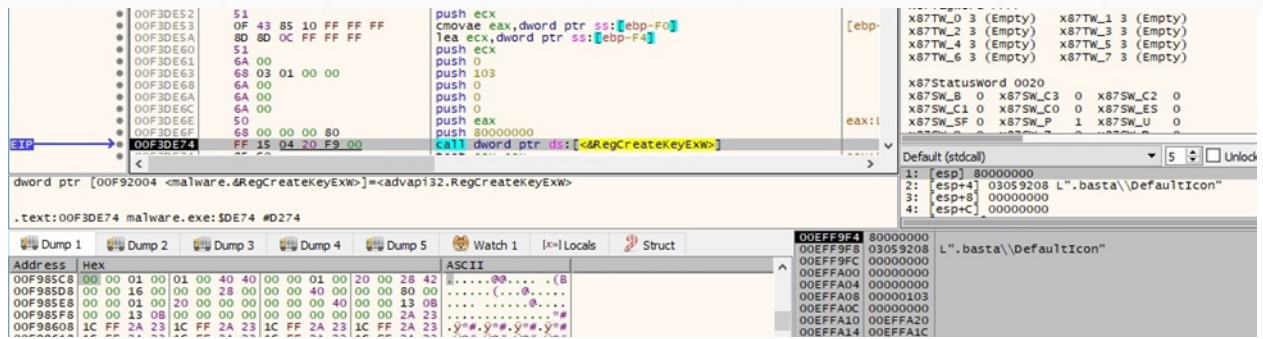 00F3DE52 51 push ecx
00F3DE53 0F 43 85 10 FF FF FF cmovae eax,dword ptr ss:[ebp-F0] [ebp-
00F3DE5A 8D 8D 0C FF FF FF lea ecx,dword ptr ss:[ebp-F4]
00F3DE60 51 push ecx
00F3DE61 6A 00 push 0
00F3DE63 68 03 01 00 00 push 103
00F3DE68 6A 00 push 0
00F3DE6A 6A 00 push 0
00F3DE6C 6A 00 push 0
00F3DE6E 50 push eax
00F3DE6F 68 00 00 00 80 push 80000000
EIP 00F3DE74 FF 15 04 20 F9 00 call dword ptr ds:[<&RegCreateKeyExW>]
dword ptr [00F92004 <malware.&RegCreateKeyExW>]=<advapi32.RegCreateKeyExW>
.text:00F3DE74 malware.exe:$DE74 #D274
x87TW_0 3 (Empty) x87TW_1 3 (Empty)
x87TW_2 3 (Empty) x87TW_3 3 (Empty)
x87TW_4 3 (Empty) x87TW_5 3 (Empty)
x87TW_6 3 (Empty) x87TW_7 3 (Empty)
x87StatusWord 0020
x87SW_B 0 x87SW_C3 0 x87SW_C2 0
x87SW_C1 0 x87SW_C0 0 x87SW_ES 0
x87SW_SF 0 x87SW_P 1 x87SW_U 0
Default (stdcall) 5 Unlock
1: [esp] 80000000
2: [esp+4] 03059208 L".basta\\DefaultIcon"
3: [esp+8] 00000000
4: [esp+C] 00000000
Dump 1 Dump 2 Dump 3 Dump 4 Dump 5 Watch 1 [x=] Locals Struct
Address Hex ASCII
00F985C8 00 00 01 00 01 00 40 40 00 00 01 00 20 00 28 42 ......@@.... .(B
00F985D8 00 00 16 00 00 00 28 00 00 00 40 00 00 00 80 00 ......(...@.....
00F985E8 00 00 01 00 20 00 00 00 00 00 00 40 00 00 13 0B .... ......@....
00F985F8 00 00 13 0B 00 00 00 00 00 00 00 00 00 00 2A 23 ..............*#
00F98608 1C FF 2A 23 1C FF 2A 23 1C FF 2A 23 1C FF 2A 23 .ÿ*#.ÿ*#.ÿ*#.ÿ*#
00EFF9F4 80000000
00EFF9F8 03059208 L".basta\\DefaultIcon"
00EFF9FC 00000000
00EFFA00 00000000
00EFFA04 00000000
00EFFA08 00000103
00EFFA0C 00000000
00EFFA10 00EFFA20
00EFFA14 00EFFA1C